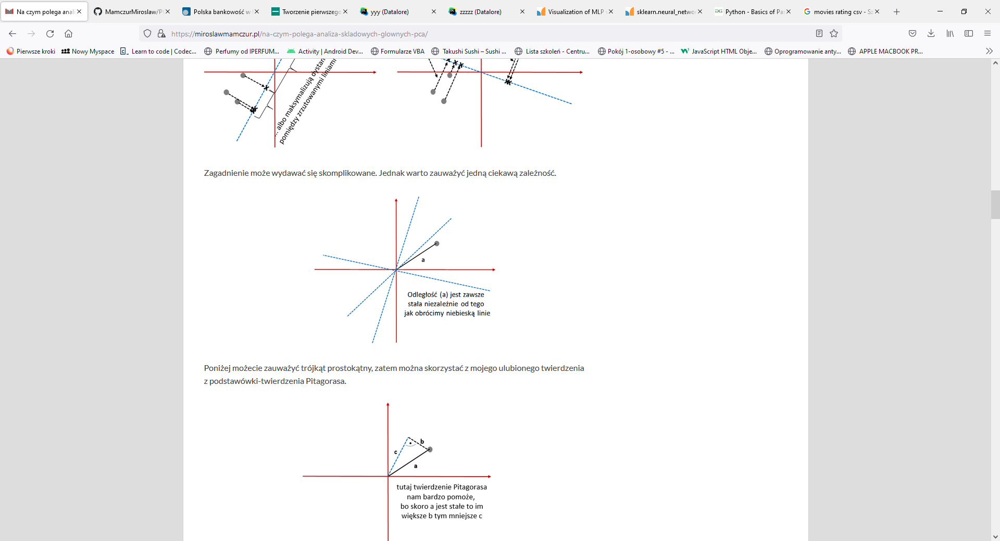 Na czym polega anali
MamczurMiroslaw/P
Polska bankowość w
Tworzenie pierwszego
yyy (Datalore)
zzzzz (Datalore)
Visualization of MLP
sklearn.neural_netwo
Python - Basics of Pa
movies rating csv - Sz
https://miroslawmamczur.pl/na-czym-polega-analiza-skladowych-glownych-pca/
Pierwsze kroki
Nowy Myspace
Learn to code | Codec...
Perfumy od IPERFUM...
Activity | Android Dev...
Formularze VBA
Takushi Sushi – Sushi ...
Lista szkoleń - Centru...
Pokój 1-osobowy #5 - ...
JavaScript HTML Obje...
Oprogramowanie anty...
APPLE MACBOOK PR...
... albo maksymalizują dystan
pomiędzy zrzutowanymi liniami
Zagadnienie może wydawać się skomplikowane. Jednak warto zauważyć jedną ciekawą zależność.
a
Odległość (a) jest zawsze
stała niezależnie od tego
jak obrócimy niebieską linie
Poniżej możecie zauważyć trójkąt prostokątny, zatem można skorzystać z mojego ulubionego twierdzenia
z podstawówki-twierdzenia Pitagorasa.
b
c
a
tutaj twierdzenie Pitagorasa
nam bardzo pomoże,
bo skoro a jest stałe to im
większe b tym mniejsze c